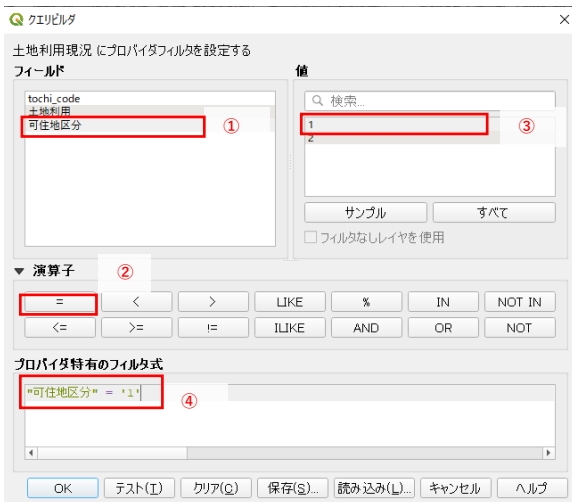 クエリビルダ
土地利用現況 にプロバイダフィルタを設定する
フィールド
値
tochi_code
土地利用
可住地区分
①
検索...
1
③
2
サンプル
すべて
フィルタなしレイヤを使用
▼ 演算子
②
= < > LIKE % IN NOT IN
<= >= != ILIKE AND OR NOT
プロバイダ特有のフィルタ式
"可住地区分" = '1'
④
OK テスト(T) クリア(C) 保存(S)... 読み込み(L)... キャンセル ヘルプ